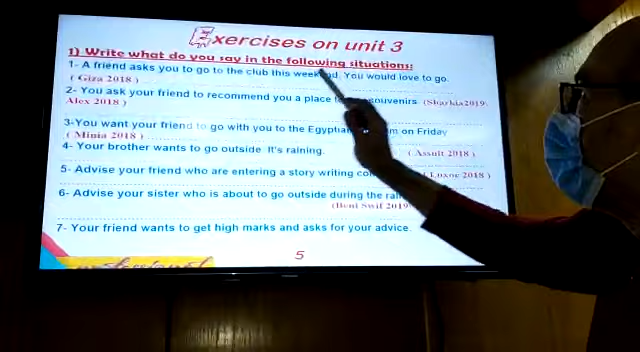 Exercises on unit 3
1) Write what do you say in the following situations:
1- A friend asks you to go to the club this weekend. You would love to go.
( Giza 2018 )
2- You ask your friend to recommend you a place souvenirs (Sharkia2019\
Alex 2018 )
3-You want your friend to go with you to the Egyptian on Friday
( Minia 2018 )
4- Your brother wants to go outside It's raining. ( Assuit 2018 )
5- Advise your friend who are entering a story writing Luxor 2018 )
6- Advise your sister who is about to go outside during the
(Beni Swif 2019
7- Your friend wants to get high marks and asks for your advice.
5